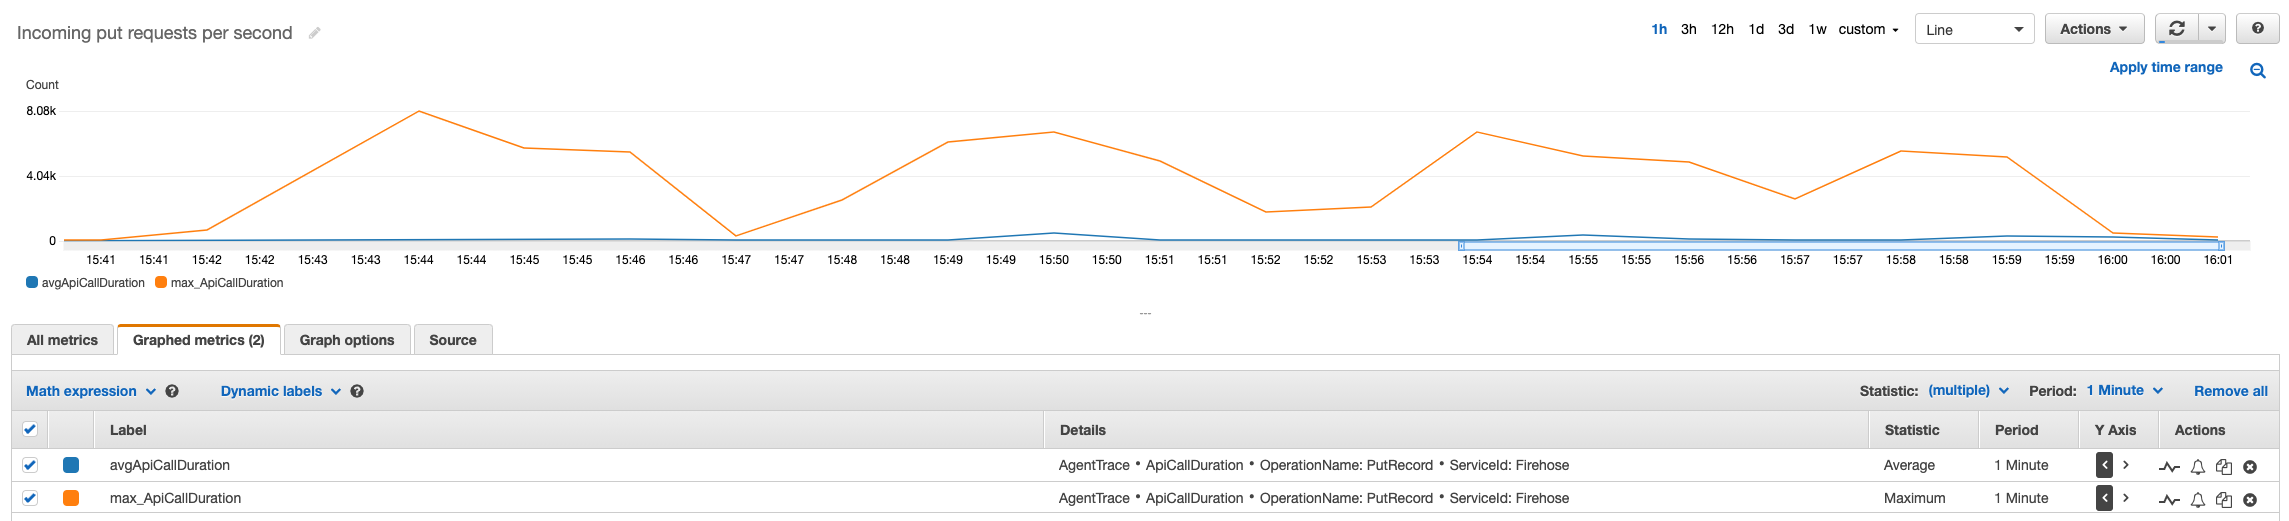 Incoming put requests per second
1h 3h 12h 1d 3d 1w custom Line Actions ?
Apply time range
Count
8.08k
4.04k
0
15:41 15:41 15:42 15:42 15:43 15:43 15:44 15:44 15:45 15:45 15:46 15:46 15:47 15:47 15:48 15:48 15:49 15:49 15:50 15:50 15:51 15:51 15:52 15:52 15:53 15:53 15:54 15:54 15:55 15:55 15:56 15:56 15:57 15:57 15:58 15:58 15:59 15:59 16:00 16:00 16:01
avgApiCallDuration max_ApiCallDuration
---
All metrics Graphed metrics (2) Graph options Source
Math expression ? Dynamic labels ? Statistic: (multiple) Period: 1 Minute Remove all
Label Details Statistic Period Y Axis Actions
avgApiCallDuration AgentTrace • ApiCallDuration • OperationName: PutRecord • ServiceId: Firehose Average 1 Minute < >
max_ApiCallDuration AgentTrace • ApiCallDuration • OperationName: PutRecord • ServiceId: Firehose Maximum 1 Minute < >